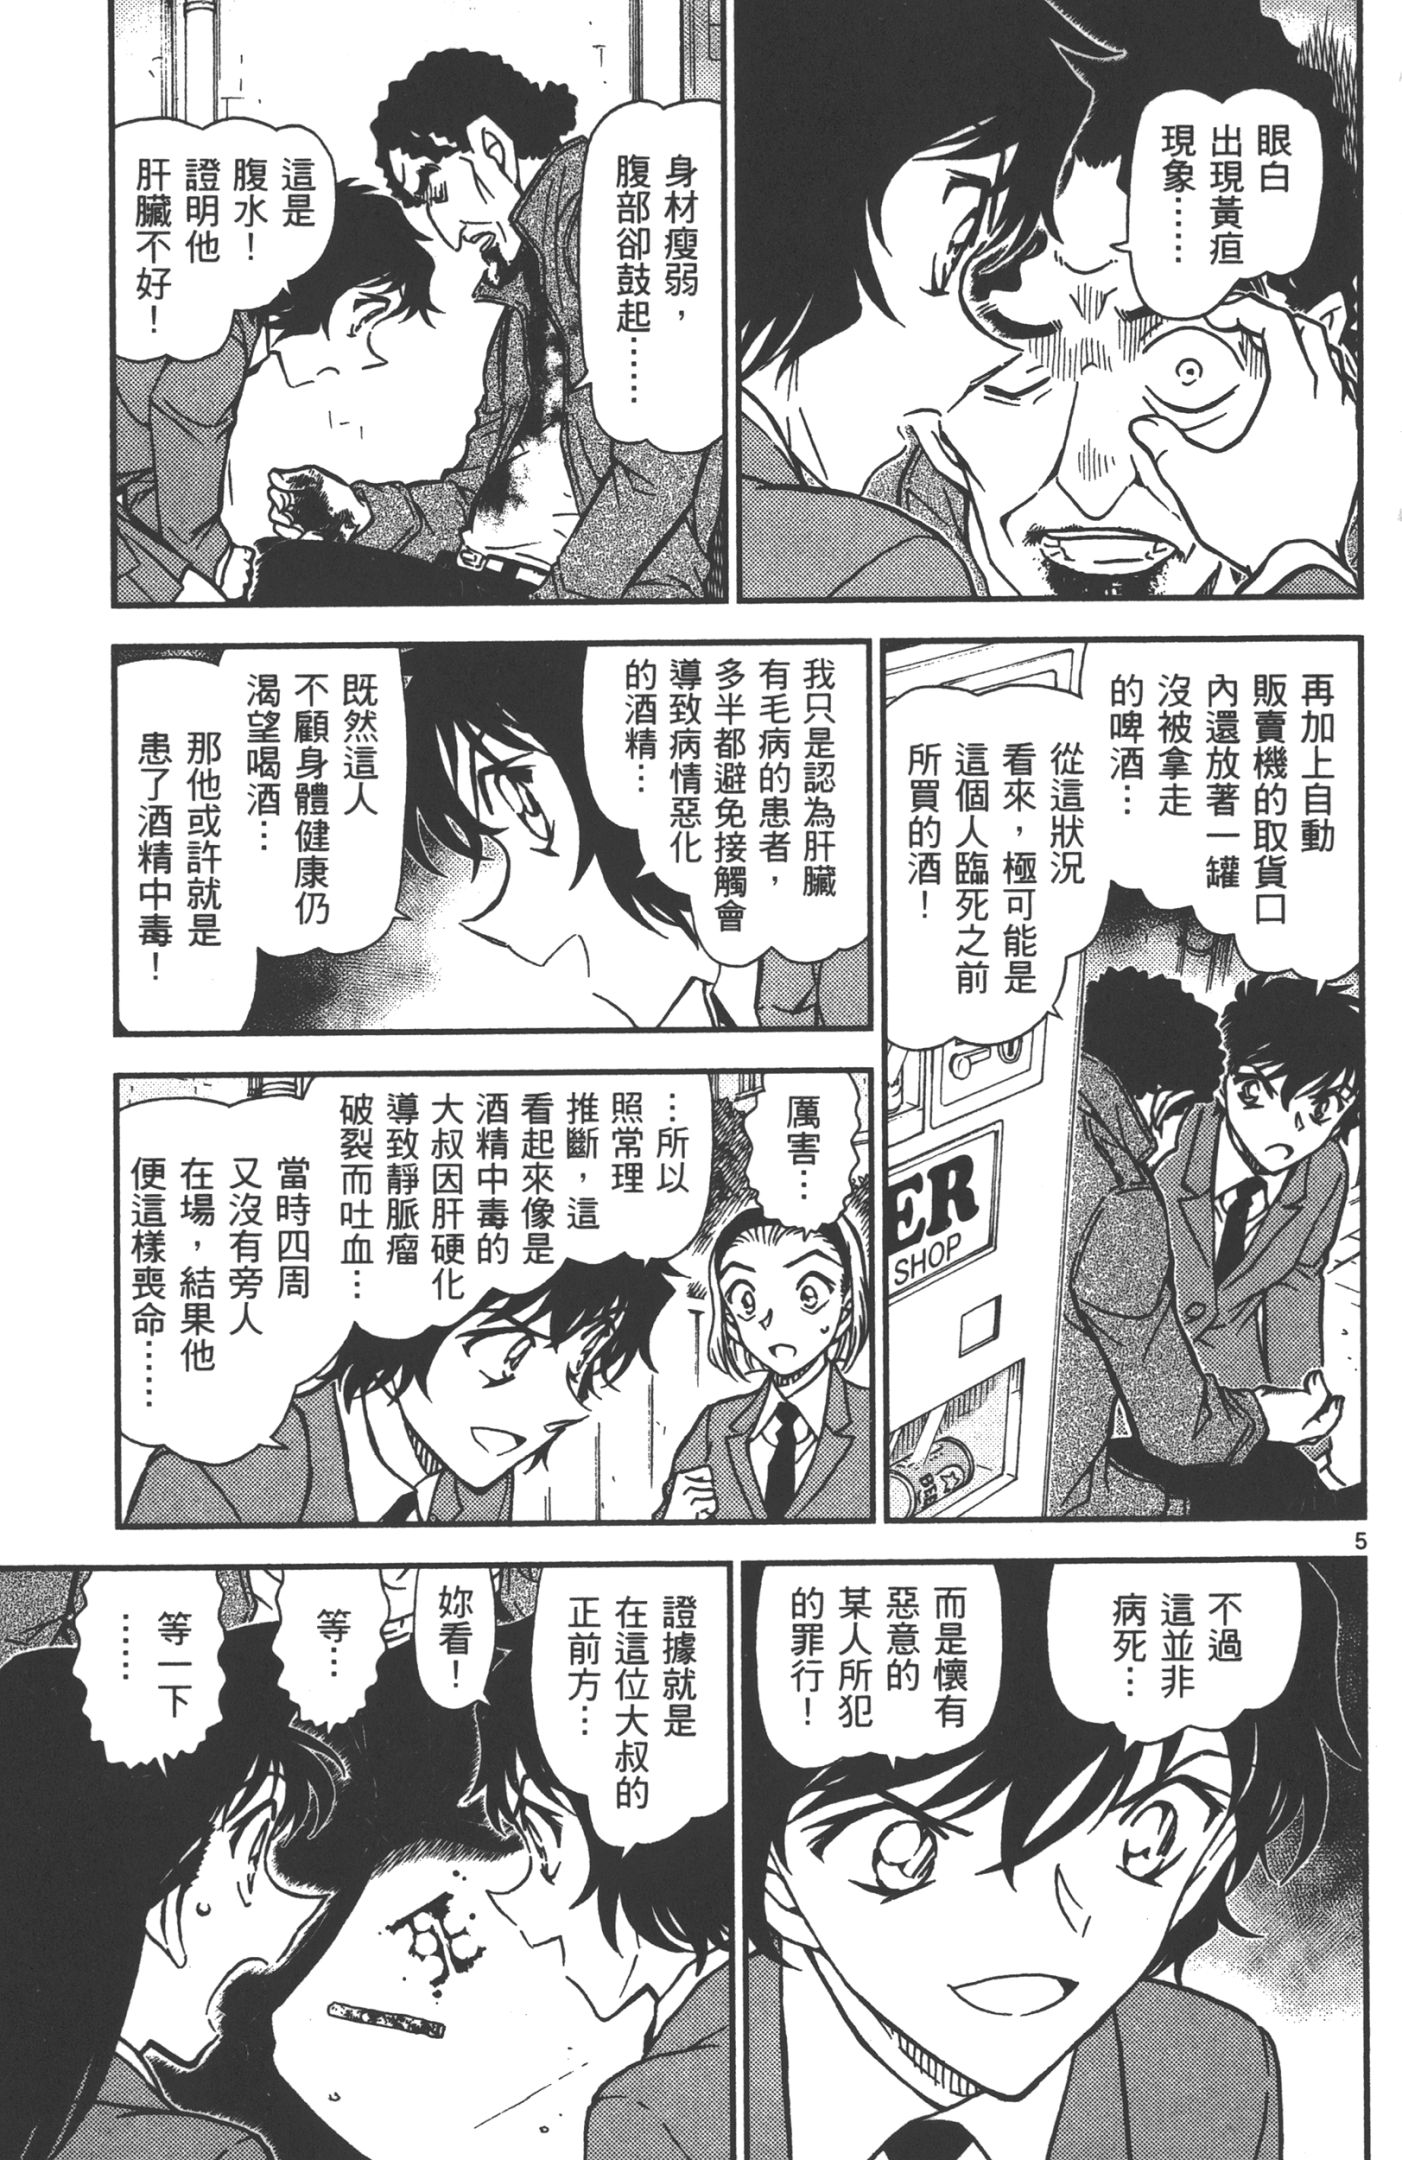 眼白
出現黃疸
現象……
身材瘦弱，
腹部卻鼓起……
這是
腹水！
證明他
肝臟不好！
再加上自動
販賣機的取貨口
內還放著一罐
沒被拿走
的啤酒…
從這狀況
看來，極可能是
這個人臨死之前
所買的酒！
ER
SHOP
BER
我只是認為肝臟
有毛病的患者，
多半都避免接觸會
導致病情惡化
的酒精…
既然這人
不顧身體健康仍
渴望喝酒…
那他或許就是
患了酒精中毒！
厲害…
…所以
照常理
推斷，這
看起來像是
酒精中毒的
大叔因肝硬化
導致靜脈瘤
破裂而吐血…
當時四周
又沒有旁人
在場，結果他
便這樣喪命……
5
不過
這並非
病死…
而是懷有
惡意的
某人所犯
的罪行！
證據就是
在這位大叔的
正前方…
妳看！
死
等…
等一下
……